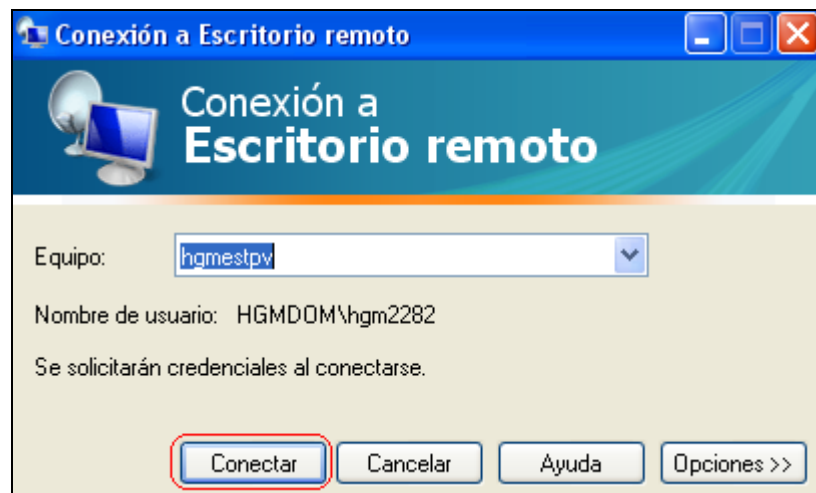 Conexión a Escritorio remoto
Conexión a
Escritorio remoto
Equipo: hgmestpv
Nombre de usuario: HGMDOM\hgm2282
Se solicitarán credenciales al conectarse.
Conectar Cancelar Ayuda Opciones >>